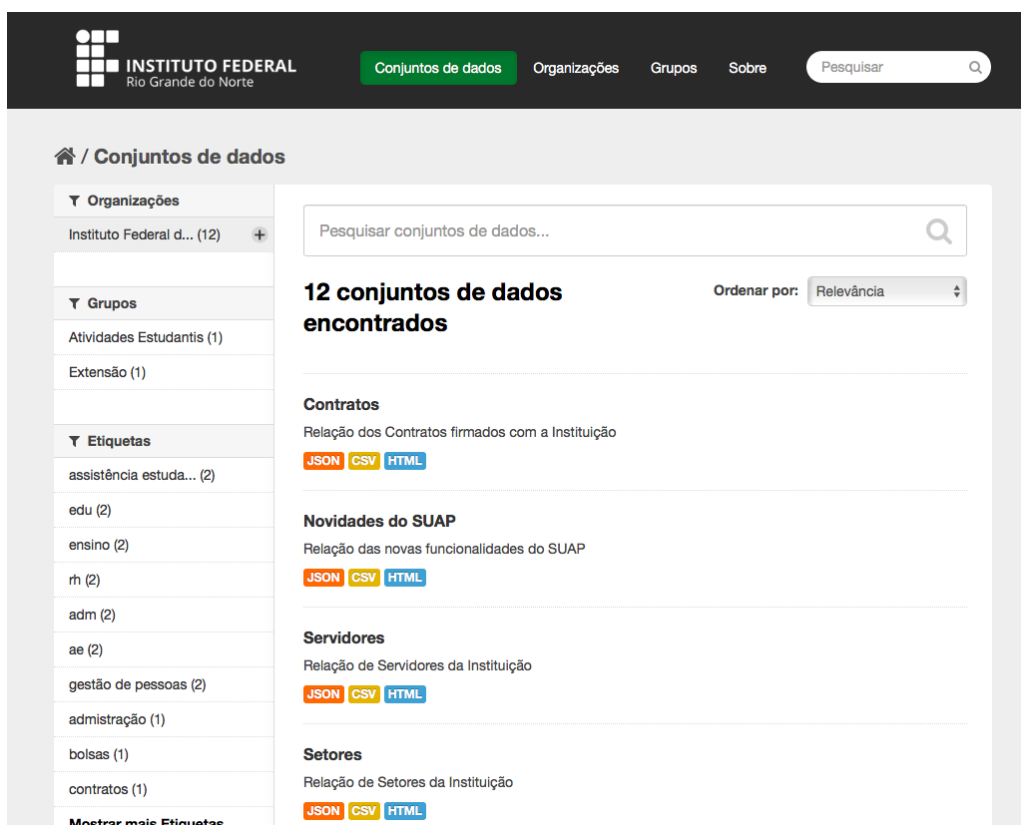 INSTITUTO FEDERAL
Rio Grande do Norte
Conjuntos de dados
Organizações
Grupos
Sobre
Pesquisar
/ Conjuntos de dados
Organizações
Instituto Federal d... (12)
Grupos
Atividades Estudantis (1)
Extensão (1)
Etiquetas
assistência estuda... (2)
edu (2)
ensino (2)
rh (2)
adm (2)
ae (2)
gestão de pessoas (2)
admistração (1)
bolsas (1)
contratos (1)
Mostrar mais Etiquetas
Pesquisar conjuntos de dados...
12 conjuntos de dados
encontrados
Ordenar por: Relevância
Contratos
Relação dos Contratos firmados com a Instituição
JSON CSV HTML
Novidades do SUAP
Relação das novas funcionalidades do SUAP
JSON CSV HTML
Servidores
Relação de Servidores da Instituição
JSON CSV HTML
Setores
Relação de Setores da Instituição
JSON CSV HTML